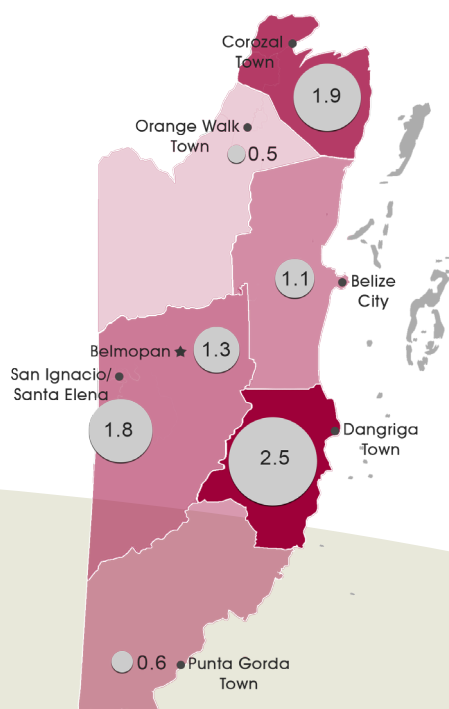 Corozal
Town
1.9
Orange Walk
Town
0.5
1.1
Belize
City
Belmopan
1.3
San Ignacio/
Santa Elena
1.8
Dangriga
Town
2.5
0.6
Punta Gorda
Town